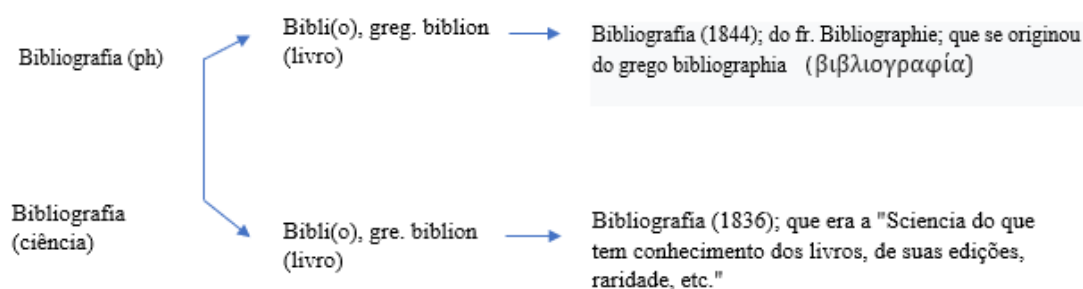 Bibliografia (ph)
Bibli(o), greg. biblion
(livro)
Bibliografia (1844); do fr. Bibliographie; que se originou
do grego bibliographia (βιβλιογραφία)
Bibliografia
(ciência)
Bibli(o), gre. biblion
(livro)
Bibliografia (1836); que era a "Sciencia do que
tem conhecimento dos livros, de suas edições,
raridade, etc."